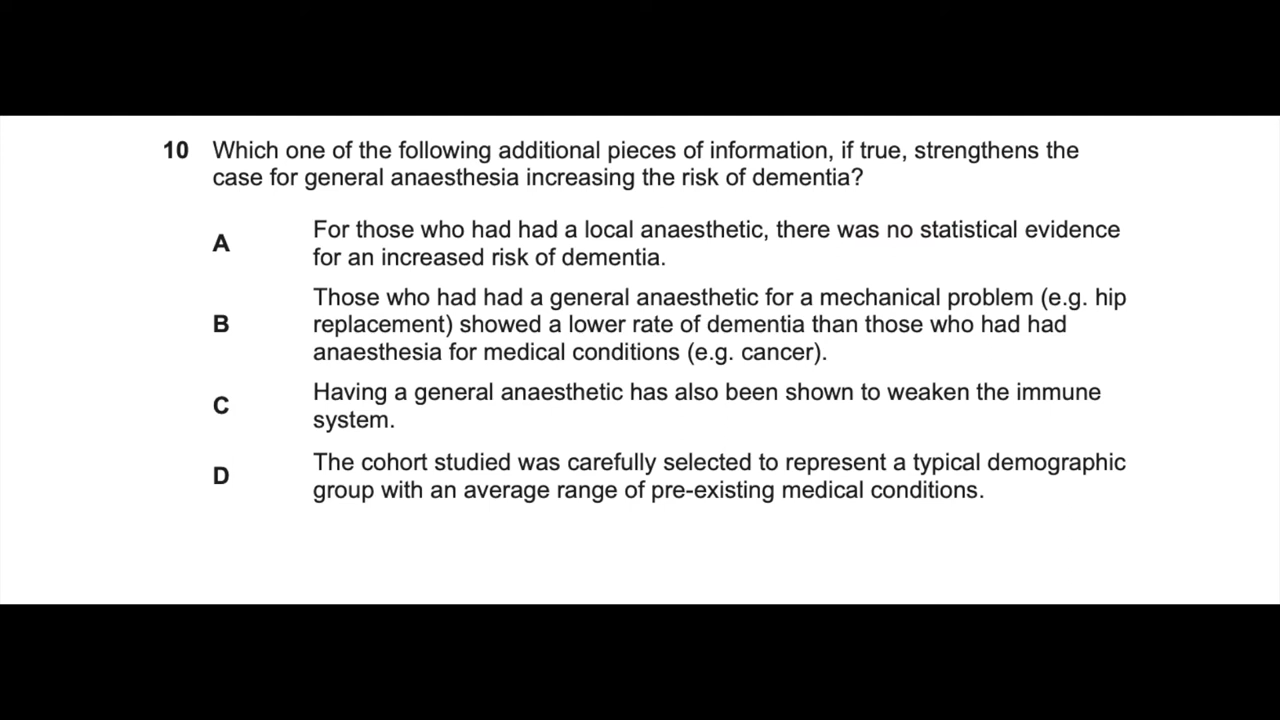 10 Which one of the following additional pieces of information, if true, strengthens the
case for general anaesthesia increasing the risk of dementia?
A For those who had had a local anaesthetic, there was no statistical evidence
for an increased risk of dementia.
B Those who had had a general anaesthetic for a mechanical problem (e.g. hip
replacement) showed a lower rate of dementia than those who had had
anaesthesia for medical conditions (e.g. cancer).
C Having a general anaesthetic has also been shown to weaken the immune
system.
D The cohort studied was carefully selected to represent a typical demographic
group with an average range of pre-existing medical conditions.